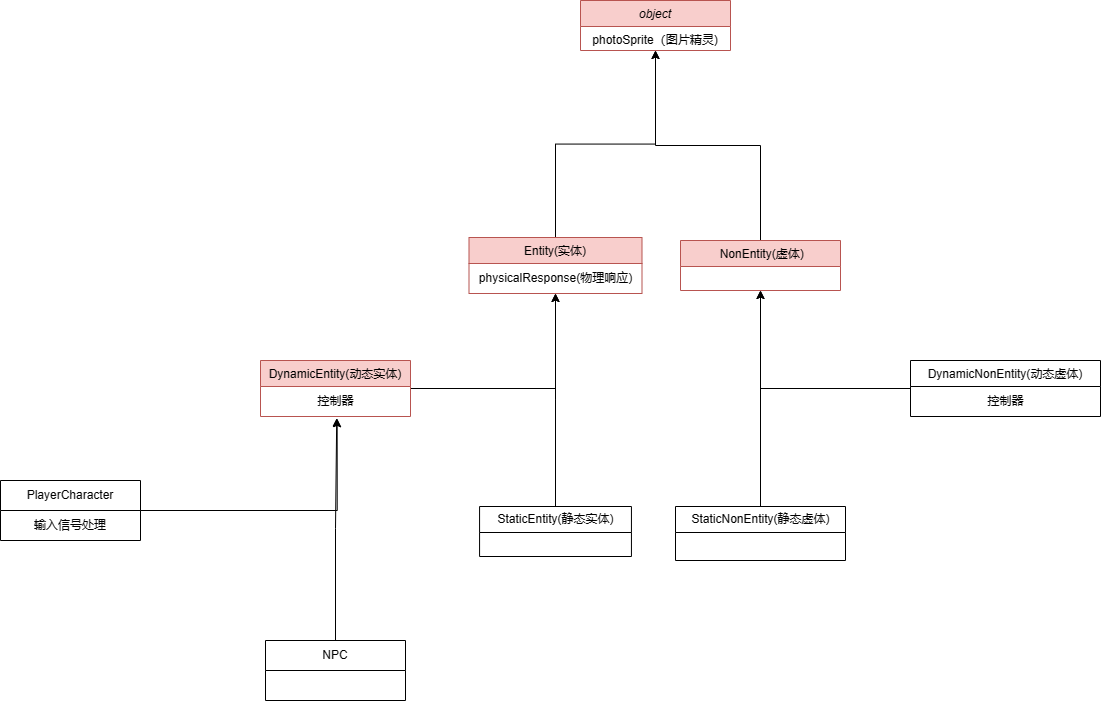 object
photoSprite（图片精灵)
Entity(实体)
physicalResponse(物理响应)
NonEntity(虚体)
DynamicEntity(动态实体)
控制器
DynamicNonEntity(动态虚体)
控制器
PlayerCharacter
输入信号处理
StaticEntity(静态实体)
StaticNonEntity(静态虚体)
NPC